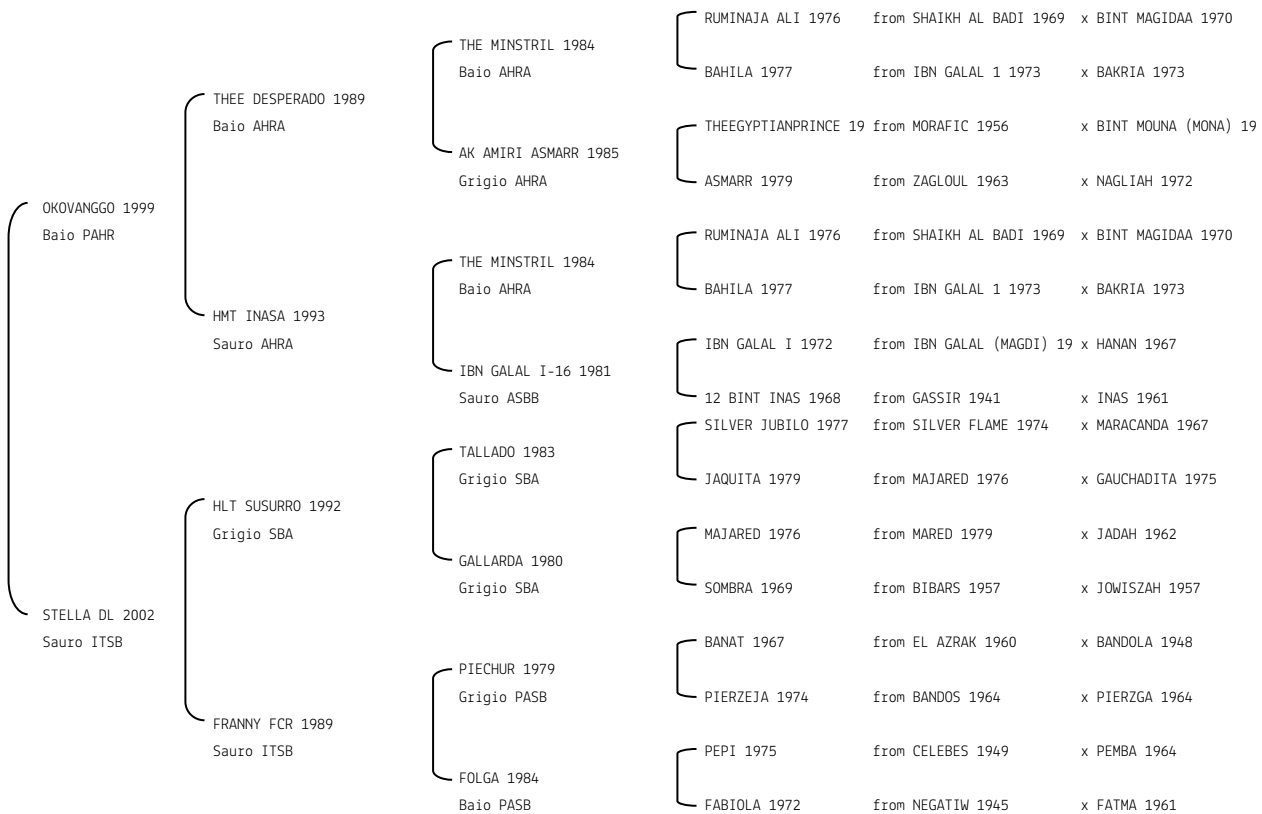 RUMINAJA ALI 1976 from SHAIKH AL BADI 1969 x BINT MAGIDAA 1970
THE MINSTRIL 1984
Baio AHRA
BAHILA 1977 from IBN GALAL 1 1973 x BAKRIA 1973
THEE DESPERADO 1989
Baio AHRA
THEEGYPTIANPRINCE 19 from MORAFIC 1956 x BINT MOUNA (MONA) 19
AK AMIRI ASMARR 1985
Grigio AHRA
ASMARR 1979 from ZAGLOUL 1963 x NAGLIAH 1972
OKOVANGGO 1999
Baio PAHR
RUMINAJA ALI 1976 from SHAIKH AL BADI 1969 x BINT MAGIDAA 1970
THE MINSTRIL 1984
Baio AHRA
BAHILA 1977 from IBN GALAL 1 1973 x BAKRIA 1973
HMT INASA 1993
Sauro AHRA
IBN GALAL I 1972 from IBN GALAL (MAGDI) 19 x HANAN 1967
IBN GALAL I-16 1981
Sauro ASBB
12 BINT INAS 1968 from GASSIR 1941 x INAS 1961
SILVER JUBILO 1977 from SILVER FLAME 1974 x MARACANDA 1967
TALLADO 1983
Grigio SBA
JAQUITA 1979 from MAJARED 1976 x GAUCHADITA 1975
HLT SUSURRO 1992
Grigio SBA
MAJARED 1976 from MARED 1979 x JADAH 1962
GALLARDA 1980
Grigio SBA
SOMBRA 1969 from BIBARS 1957 x JOWISZAH 1957
STELLA DL 2002
Sauro ITSB
BANAT 1967 from EL AZRAK 1960 x BANDOLA 1948
PIECHUR 1979
Grigio PASB
PIERZEJA 1974 from BANDOS 1964 x PIERZGA 1964
FRANNY FCR 1989
Sauro ITSB
PEPI 1975 from CELEBES 1949 x PEMBA 1964
FOLGA 1984
Baio PASB
FABIOLA 1972 from NEGATIW 1945 x FATMA 1961